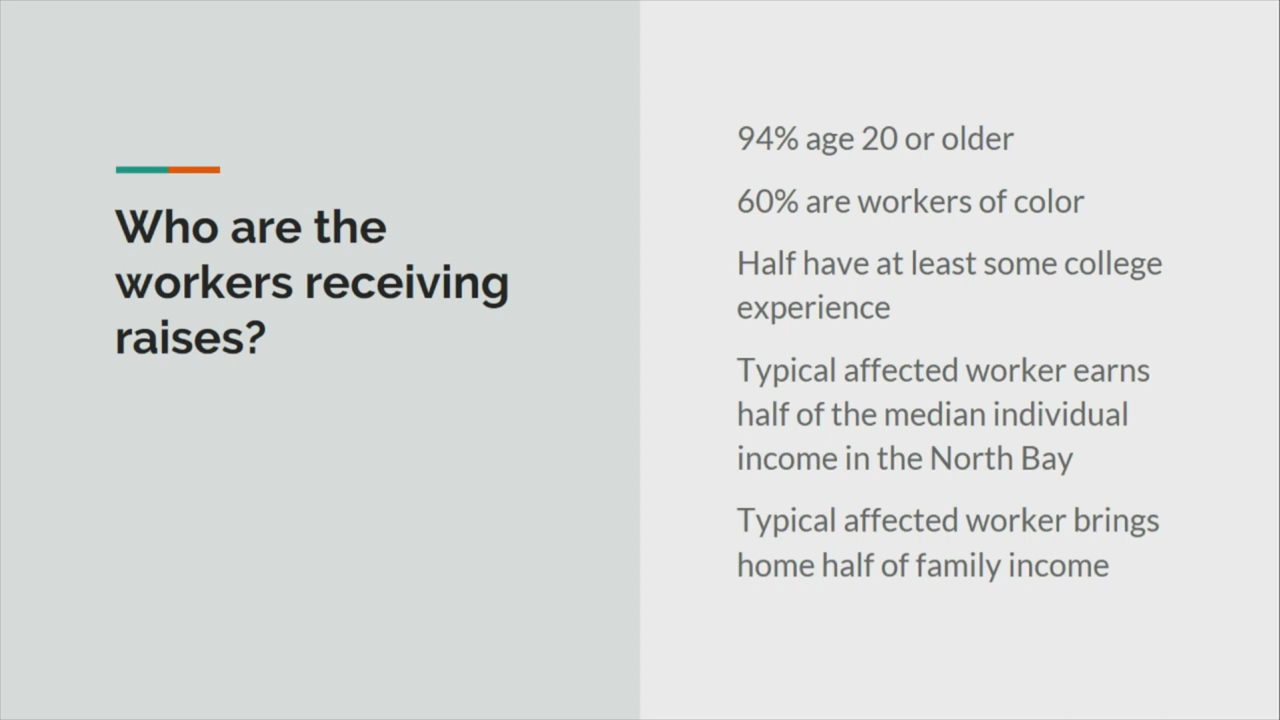 Who are the
workers receiving
raises?
94% age 20 or older
60% are workers of color
Half have at least some college
experience
Typical affected worker earns
half of the median individual
income in the North Bay
Typical affected worker brings
home half of family income